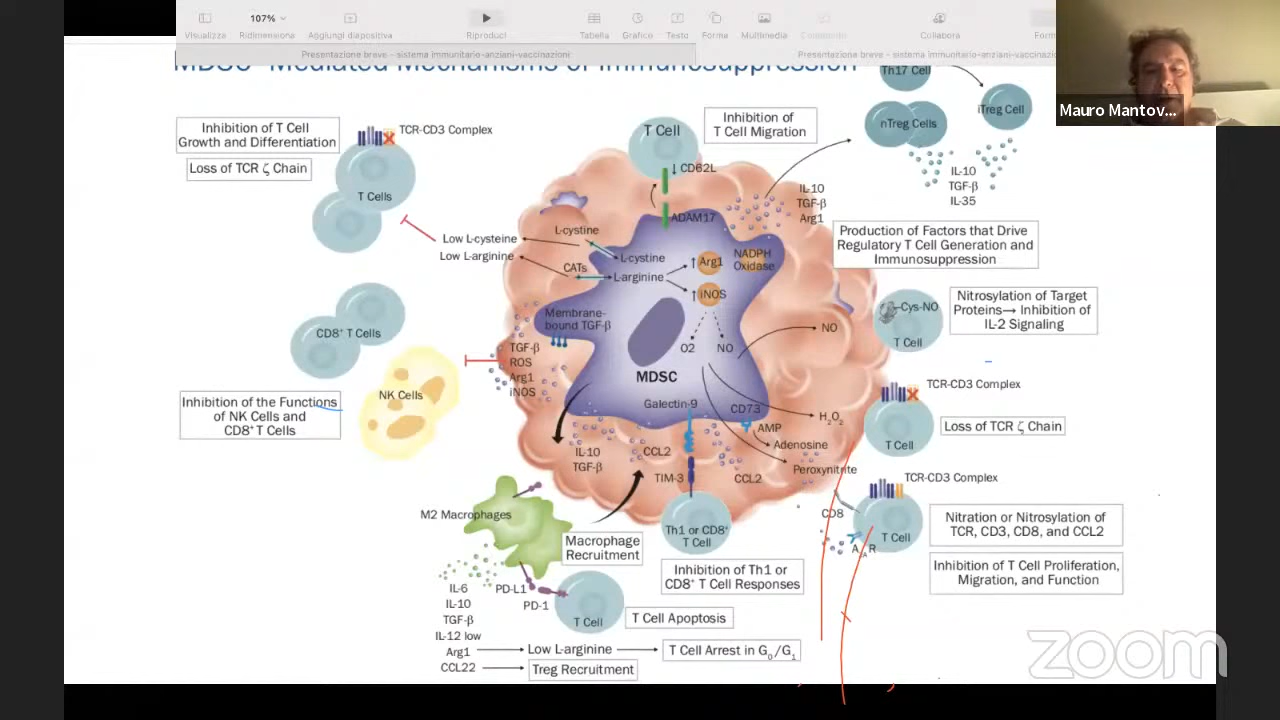 107%
Visualizza
Ridimensiona
Aggiungi diapositiva
Riproduci
Tabella
Grafico
Testo
Forme
Multimedia
Commento
Collabora
Presentazione breve - sistema immunitario-anziani-vaccinazioni
Mauro Mantov...
Mediated Mechanisms of Immunosuppression
Th17 Cell
iTreg Cell
nTreg Cells
IL-10
TGF-β
IL-35
Inhibition of T Cell
Growth and Differentiation
Loss of TCR ζ Chain
TCR-CD3 Complex
T Cells
T Cell
↓ CD62L
ADAM17
Inhibition of
T Cell Migration
IL-10
TGF-β
Arg1
Production of Factors that Drive
Regulatory T Cell Generation and
Immunosuppression
Low L-cysteine
Low L-arginine
L-cystine
CATs
L-cystine
L-arginine
↑ Arg1
↑ iNOS
NADPH
Oxidase
O2
NO
MDSC
Membrane-
bound TGF-β
CD8⁺ T Cells
NK Cells
TGF-β
ROS
Arg1
iNOS
Inhibition of the Functions
of NK Cells and
CD8⁺ T Cells
NO
Cys-NO
T Cell
Nitrosylation of Target
Proteins→ Inhibition of
IL-2 Signaling
TCR-CD3 Complex
T Cell
Loss of TCR ζ Chain
Galectin-9
CD73
AMP
Adenosine
H₂O₂
Peroxynitrite
IL-10
TGF-β
CCL2
TIM-3
CCL2
Th1 or CD8⁺
T Cell
Inhibition of Th1 or
CD8⁺ T Cell Responses
TCR-CD3 Complex
CD8
T Cell
Nitration or Nitrosylation of
TCR, CD3, CD8, and CCL2
Inhibition of T Cell Proliferation,
Migration, and Function
M2 Macrophages
Macrophage
Recruitment
PD-L1
PD-1
T Cell
T Cell Apoptosis
IL-6
IL-10
TGF-β
IL-12 low
Arg1
CCL22
Low L-arginine
T Cell Arrest in G₀/G₁
Treg Recruitment
zoom